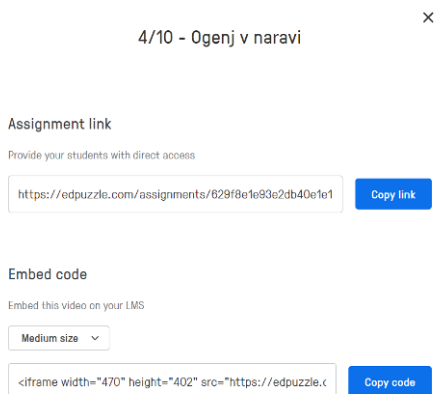 4/10 - Ogenj v naravi
Assignment link
Provide your students with direct access
https://edpuzzle.com/assignments/629f8e1e93e2db40e1e1
Copy link
Embed code
Embed this video on your LMS
Medium size
<iframe width="470" height="402" src="https://edpuzzle.c
Copy code